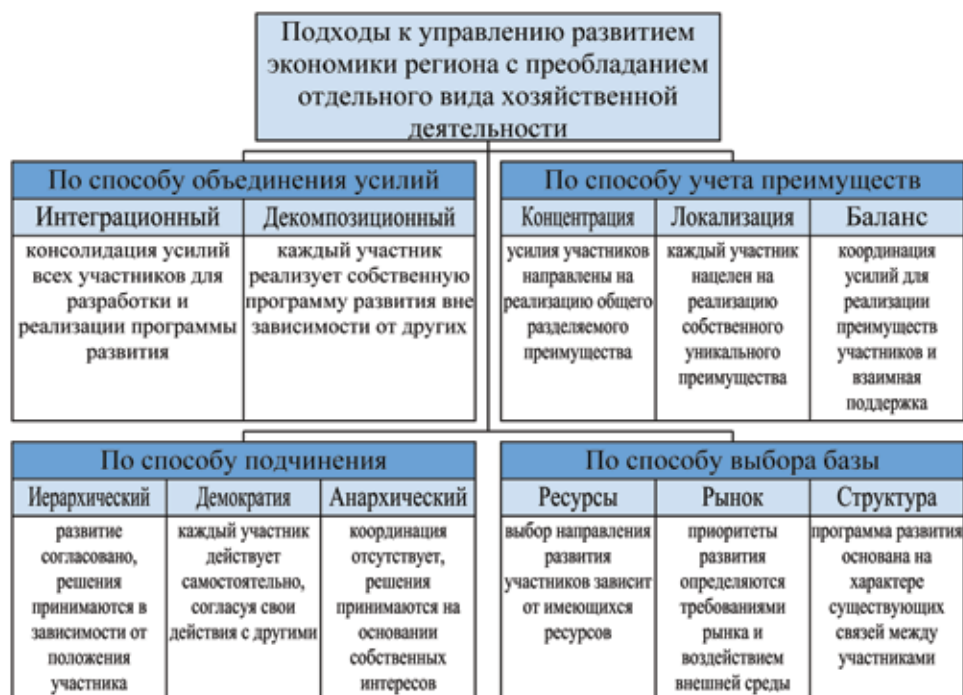 Подходы к управлению развитием
экономики региона с преобладанием
отдельного вида хозяйственной
деятельности
По способу объединения усилий
Интеграционный
консолидация усилий
всех участников для
разработки и
реализации программы
развития
Декомпозиционный
каждый участник
реализует собственную
программу развития вне
зависимости от других
По способу учета преимуществ
Концентрация
усилия участников
направлены на
реализацию общего
разделяемого
преимущества
Локализация
каждый участник
нацелен на
реализацию
собственного
уникального
преимущества
Баланс
координация
усилий для
реализации
преимуществ
участников и
взаимная
поддержка
По способу подчинения
Иерархический
развитие
согласовано,
решения
принимаются в
зависимости от
положения
участника
Демократия
каждый участник
действует
самостоятельно,
согласуя свои
действия с другими
Анархический
координация
отсутствует,
решения
принимаются на
основании
собственных
интересов
По способу выбора базы
Ресурсы
выбор направления
развития
участников зависит
от имеющихся
ресурсов
Рынок
приоритеты
развития
определяются
требованиями
рынка и
воздействием
внешней среды
Структура
программа развития
основана на
характере
существующих
связей между
участниками